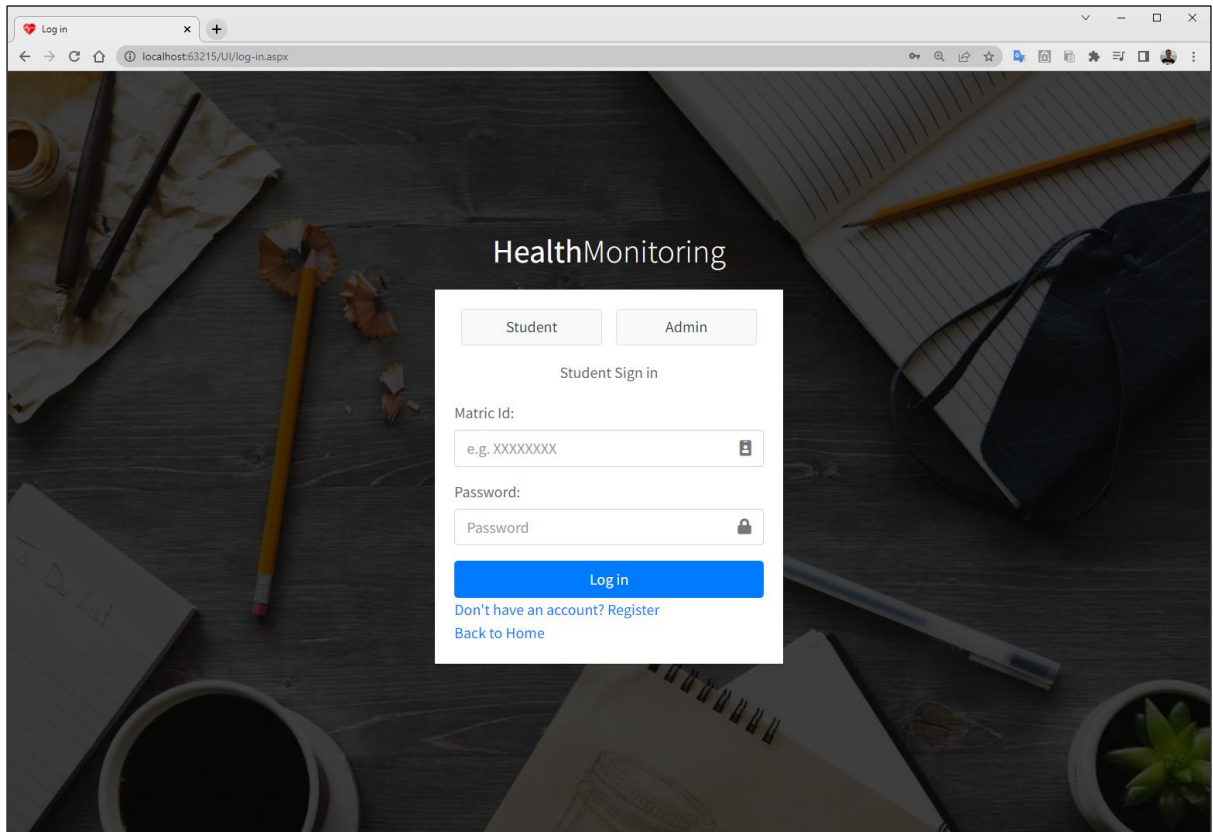 Log in
localhost:63215/UI/log-in.aspx
HealthMonitoring
Student Admin
Student Sign in
Matric Id:
e.g. XXXXXXXX
Password:
Password
Log in
Don't have an account? Register
Back to Home
To Do List